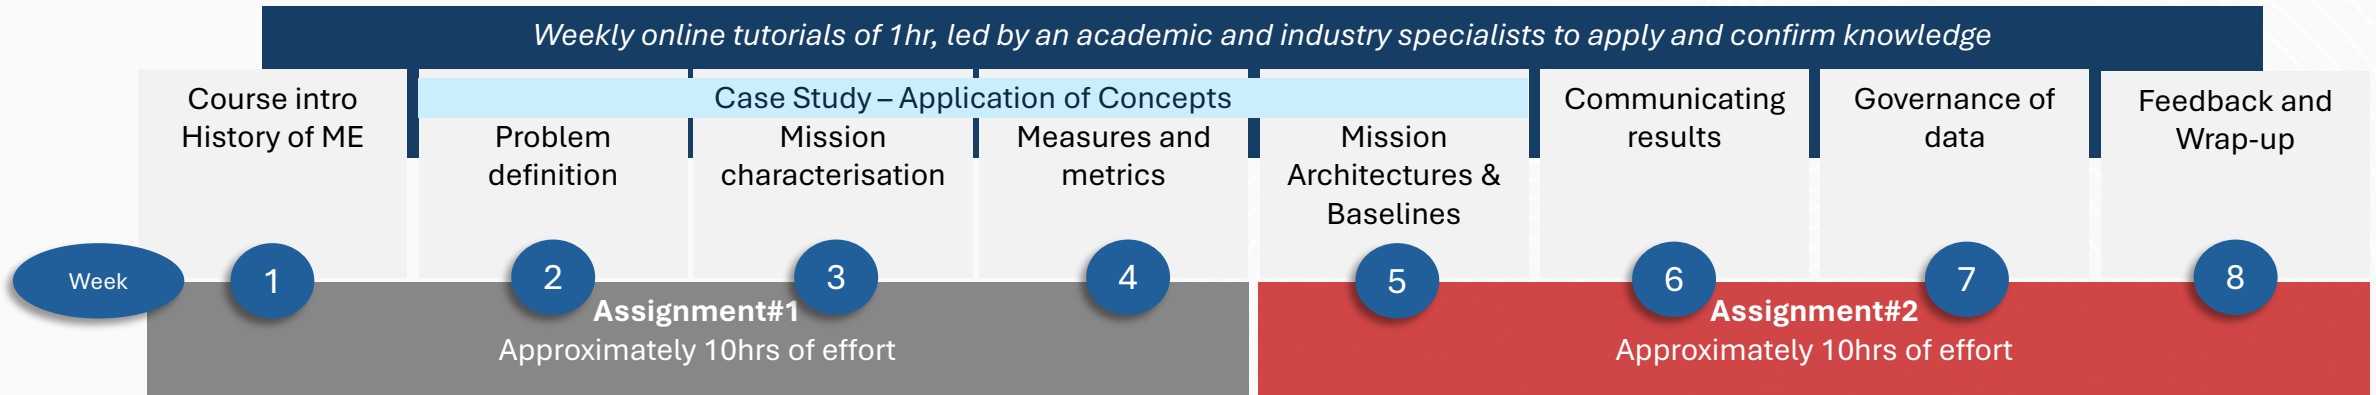 Weekly online tutorials of 1hr, led by an academic and industry specialists to apply and confirm knowledge
Case Study – Application of Concepts
Course intro
History of ME
Problem
definition
Mission
characterisation
Measures and
metrics
Mission
Architectures &
Baselines
Communicating
results
Governance of
data
Feedback and
Wrap-up
Week
1
2
3
4
5
6
7
8
Assignment#1
Approximately 10hrs of effort
Assignment#2
Approximately 10hrs of effort